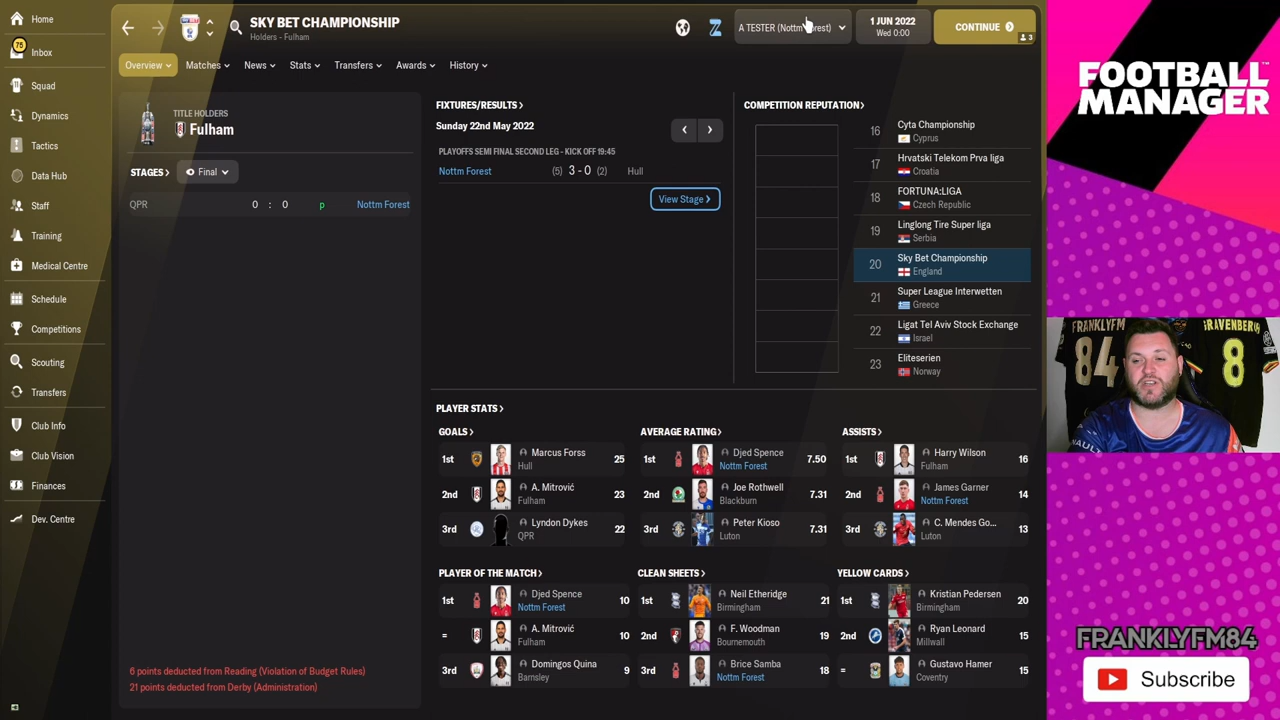 SKY BET CHAMPIONSHIP
Holders - Fulham
A TESTER (Nottm Forest)
1 JUN 2022
Wed 0:00
CONTINUE
3
Home
75
Inbox
Squad
Dynamics
Tactics
Data Hub
Staff
Training
Medical Centre
Schedule
Competitions
Scouting
Transfers
Club Info
Club Vision
Finances
Dev. Centre
Overview
Matches
News
Stats
Transfers
Awards
History
TITLE HOLDERS
Fulham
STAGES
Final
QPR 0 : 0 p Nottm Forest
6 points deducted from Reading (Violation of Budget Rules)
21 points deducted from Derby (Administration)
FIXTURES/RESULTS
Sunday 22nd May 2022
PLAYOFFS SEMI FINAL SECOND LEG - KICK OFF 19:45
Nottm Forest (5) 3 - 0 (2) Hull
View Stage
COMPETITION REPUTATION
16 Cyta Championship
Cyprus
17 Hrvatski Telekom Prva liga
Croatia
18 FORTUNA:LIGA
Czech Republic
19 Linglong Tire Super liga
Serbia
20 Sky Bet Championship
England
21 Super League Interwetten
Greece
22 Ligat Tel Aviv Stock Exchange
Israel
23 Eliteserien
Norway
PLAYER STATS
GOALS
1st Marcus Forss 25
Hull
2nd A. Mitrović 23
Fulham
3rd Lyndon Dykes 22
QPR
AVERAGE RATING
1st Djed Spence 7.50
Nottm Forest
2nd Joe Rothwell 7.31
Blackburn
3rd Peter Kioso 7.31
Luton
ASSISTS
1st Harry Wilson 16
Fulham
2nd James Garner 14
Nottm Forest
3rd C. Mendes Go... 13
Luton
PLAYER OF THE MATCH
1st Djed Spence 10
Nottm Forest
= A. Mitrović 10
Fulham
3rd Domingos Quina 9
Barnsley
CLEAN SHEETS
1st Neil Etheridge 21
Birmingham
2nd F. Woodman 19
Bournemouth
3rd Brice Samba 18
Nottm Forest
YELLOW CARDS
1st Kristian Pedersen 20
Birmingham
2nd Ryan Leonard 15
Millwall
= Gustavo Hamer 15
Coventry
FOOTBALL
MANAGER
FRANKLYFM
84
GRAVENBERCH
8
FRANKLYFM84
Subscribe